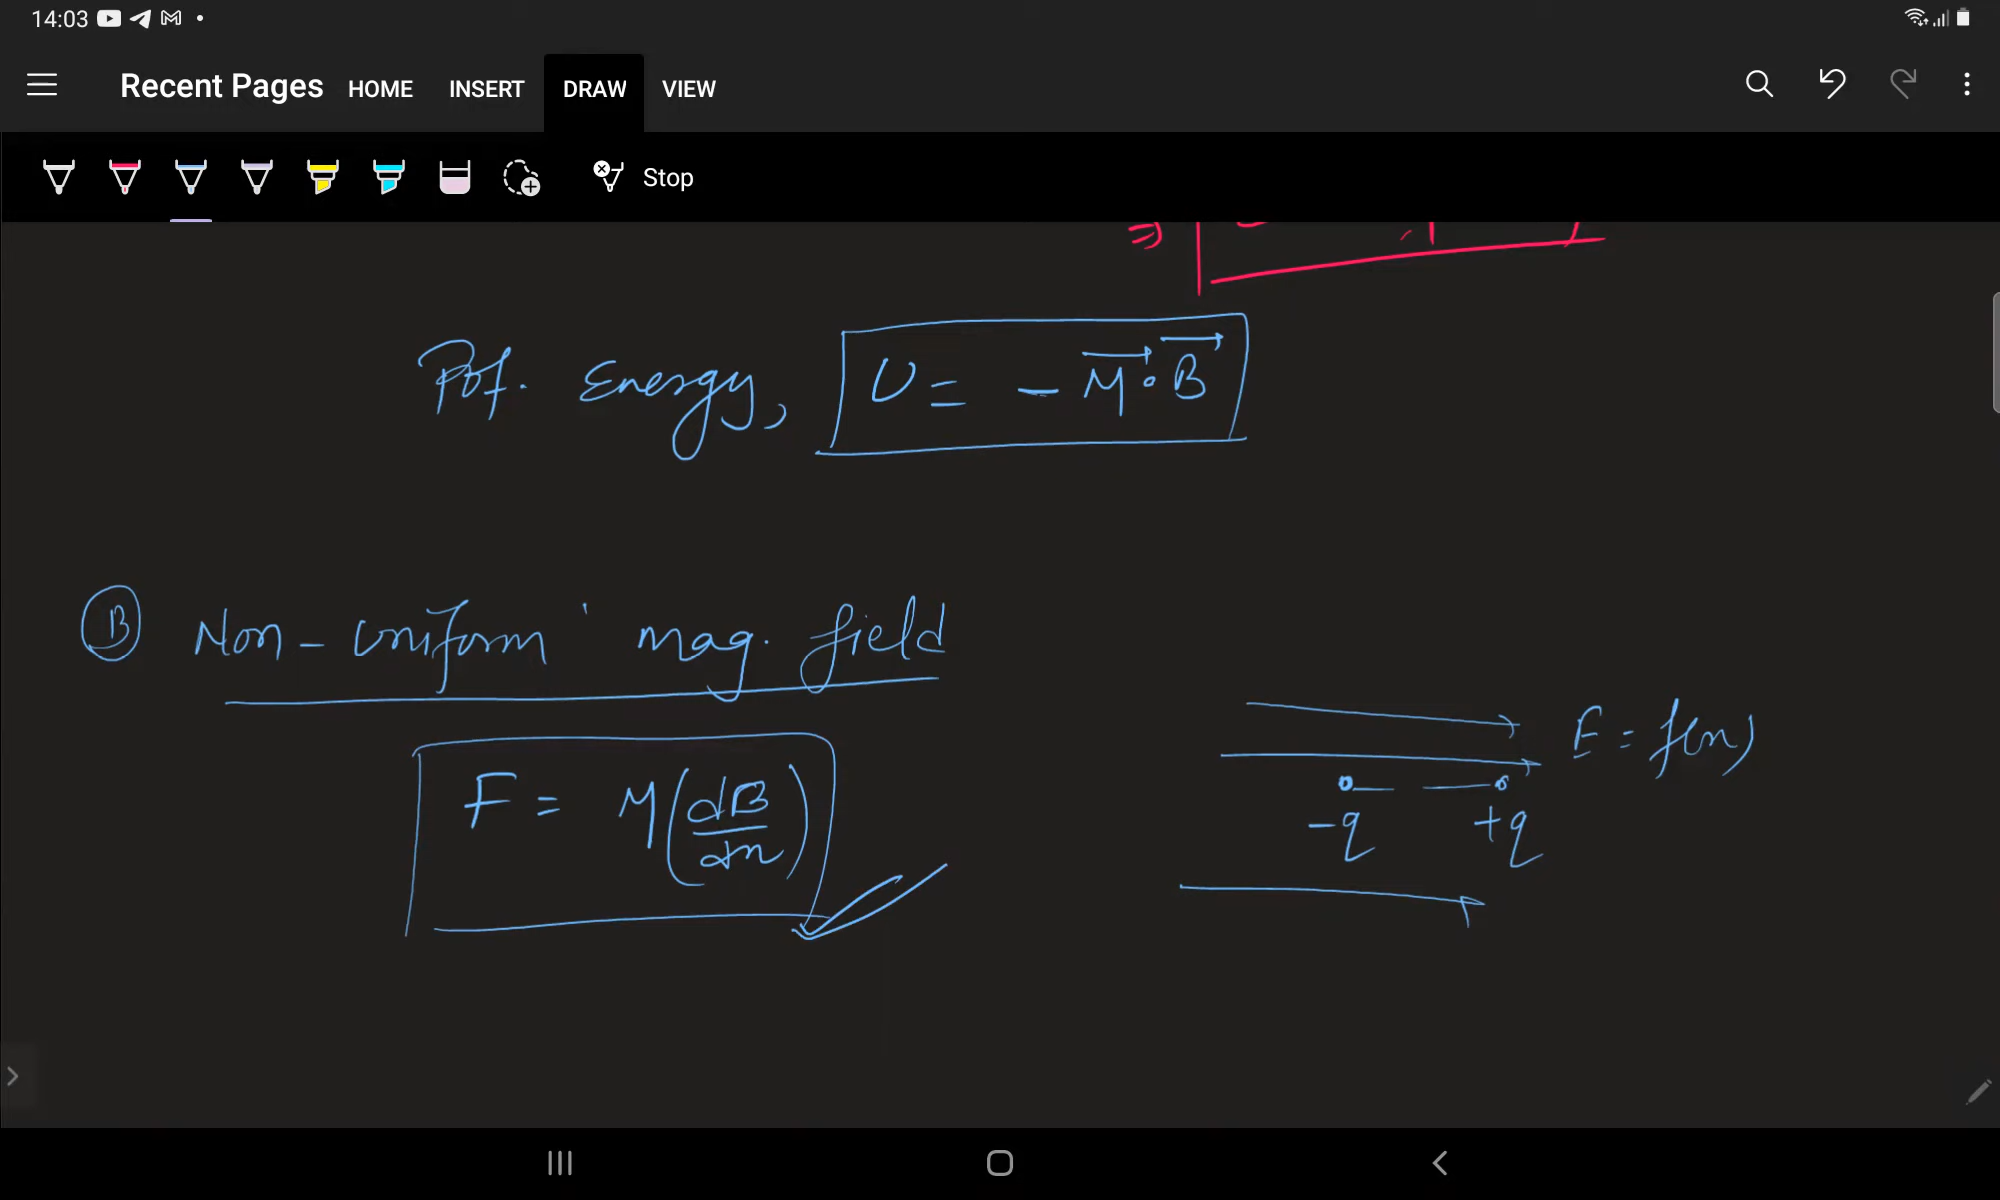 14:03
Recent Pages HOME INSERT DRAW VIEW
Stop
Pot. Energy, U = - M⃗ • B⃗
Ⓑ Non-uniform mag. field
F = M(dB/dx)
E = f(x)
-q +q